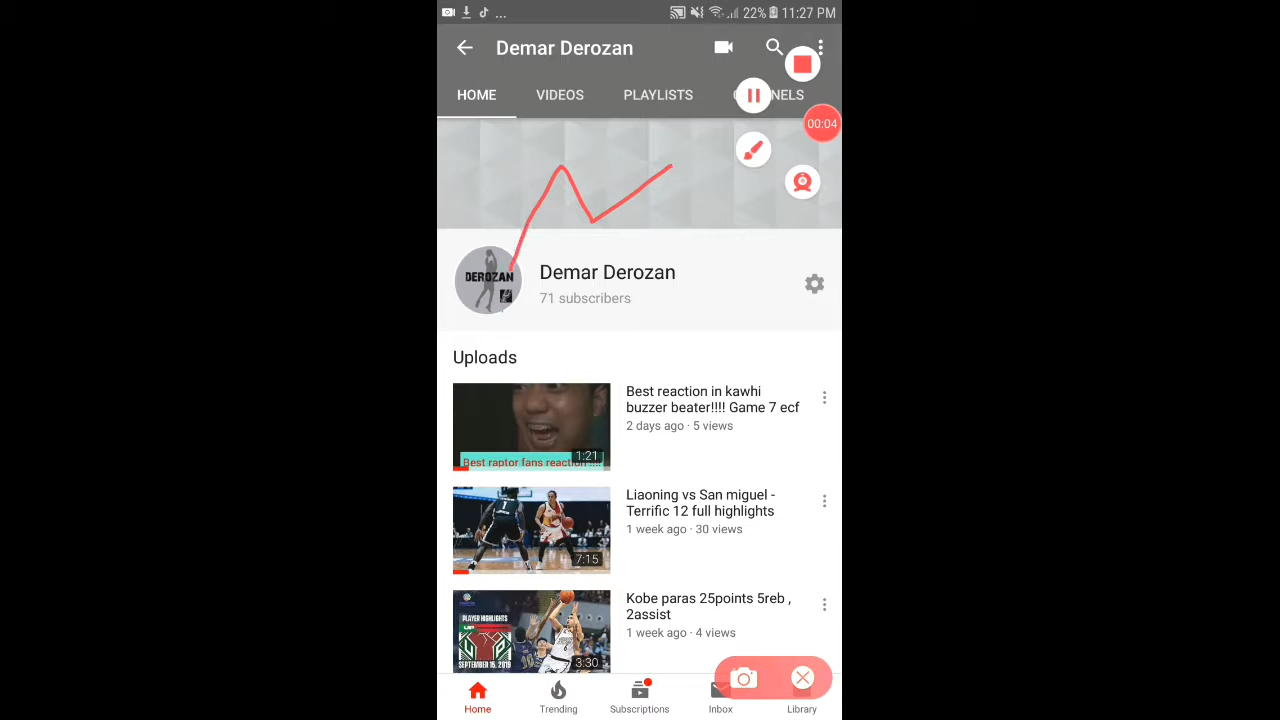 ... 22% 11:27 PM
Demar Derozan
HOME VIDEOS PLAYLISTS NELS
00:04
DEROZAN
Demar Derozan
71 subscribers
Uploads
Best reaction in kawhi
buzzer beater!!!! Game 7 ecf
2 days ago · 5 views
1:21
Best raptor fans reaction !!!!
Liaoning vs San miguel -
Terrific 12 full highlights
1 week ago · 30 views
7:15
Kobe paras 25points 5reb ,
2assist
1 week ago · 4 views
PLAYER HIGHLIGHTS
UP
SEPTEMBER 15, 2019
3:30
Home Trending Subscriptions Inbox Library